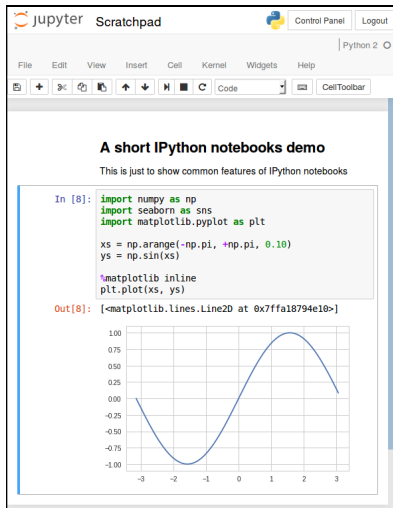 jupyter Scratchpad Control Panel Logout
Python 2
File Edit View Insert Cell Kernel Widgets Help
Code CellToolbar
A short IPython notebooks demo
This is just to show common features of IPython notebooks
In [8]: import numpy as np
import seaborn as sns
import matplotlib.pyplot as plt
xs = np.arange(-np.pi, +np.pi, 0.10)
ys = np.sin(xs)
%matplotlib inline
plt.plot(xs, ys)
Out[8]: [<matplotlib.lines.Line2D at 0x7ffa18794e10>]
1.00
0.75
0.50
0.25
0.00
-0.25
-0.50
-0.75
-1.00
-3 -2 -1 0 1 2 3